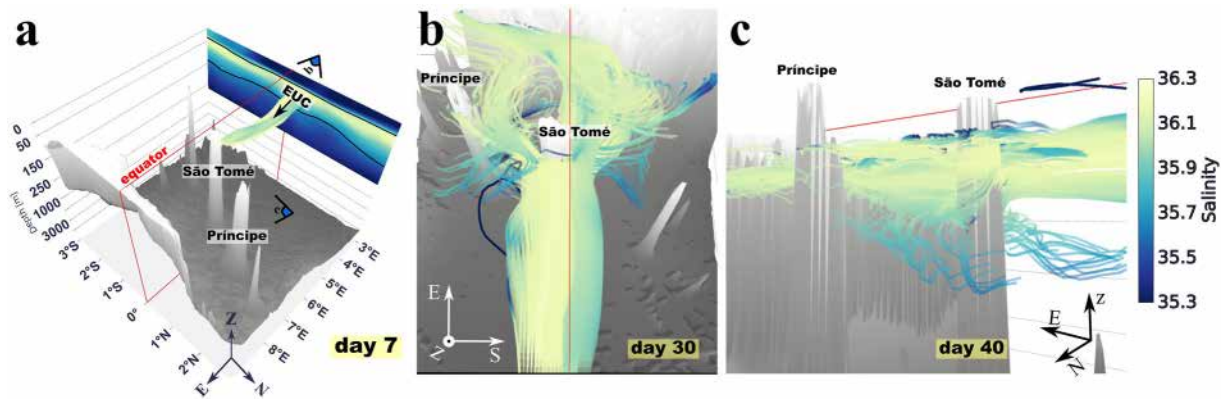 a
b
EUC
0
50
150
250
1000
3000
Depth [m]
equator
São Tomé
Príncipe
c
3°S
2°S
1°S
0°
1°N
2°N
3°E
4°E
5°E
6°E
7°E
8°E
Z
E
N
day 7
b
Príncipe
São Tomé
E
Z
S
day 30
c
Príncipe
São Tomé
z
E
N
day 40
36.3
36.1
35.9
35.7
35.5
35.3
Salinity